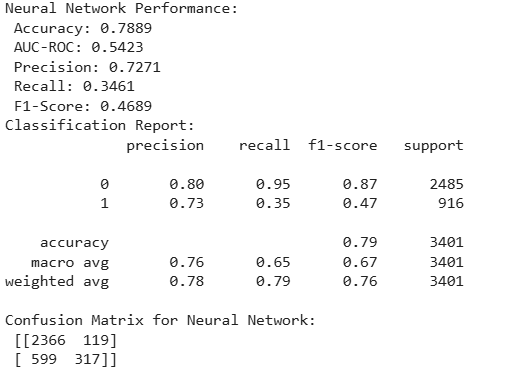 Neural Network Performance:
Accuracy: 0.7889
AUC-ROC: 0.5423
Precision: 0.7271
Recall: 0.3461
F1-Score: 0.4689
Classification Report:
precision recall f1-score support
0 0.80 0.95 0.87 2485
1 0.73 0.35 0.47 916
accuracy 0.79 3401
macro avg 0.76 0.65 0.67 3401
weighted avg 0.78 0.79 0.76 3401
Confusion Matrix for Neural Network:
[[2366 119]
[ 599 317]]